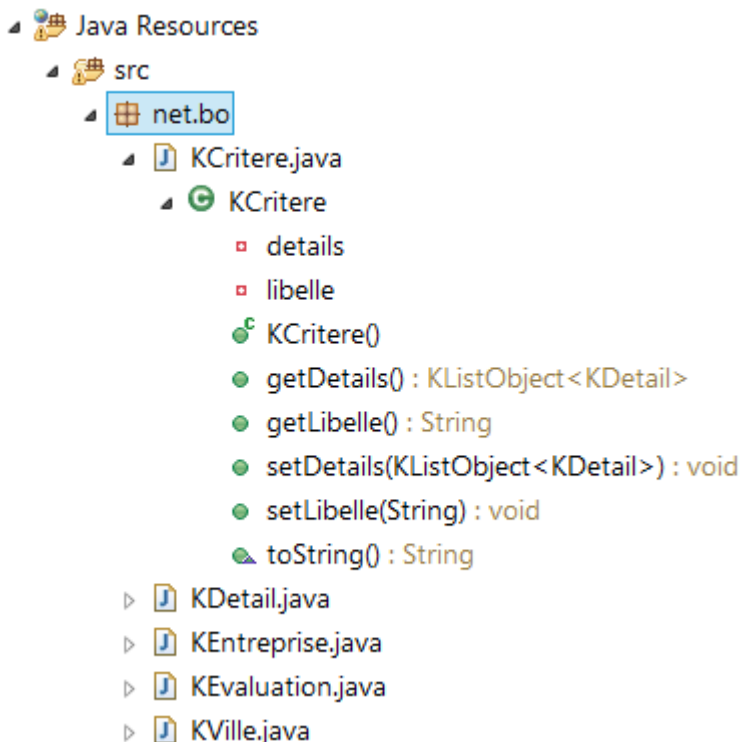 Java Resources
src
net.bo
KCritere.java
KCritere
details
libelle
KCritere()
getDetails() : KListObject<KDetail>
getLibelle() : String
setDetails(KListObject<KDetail>) : void
setLibelle(String) : void
toString() : String
KDetail.java
KEntreprise.java
KEvaluation.java
KVille.java